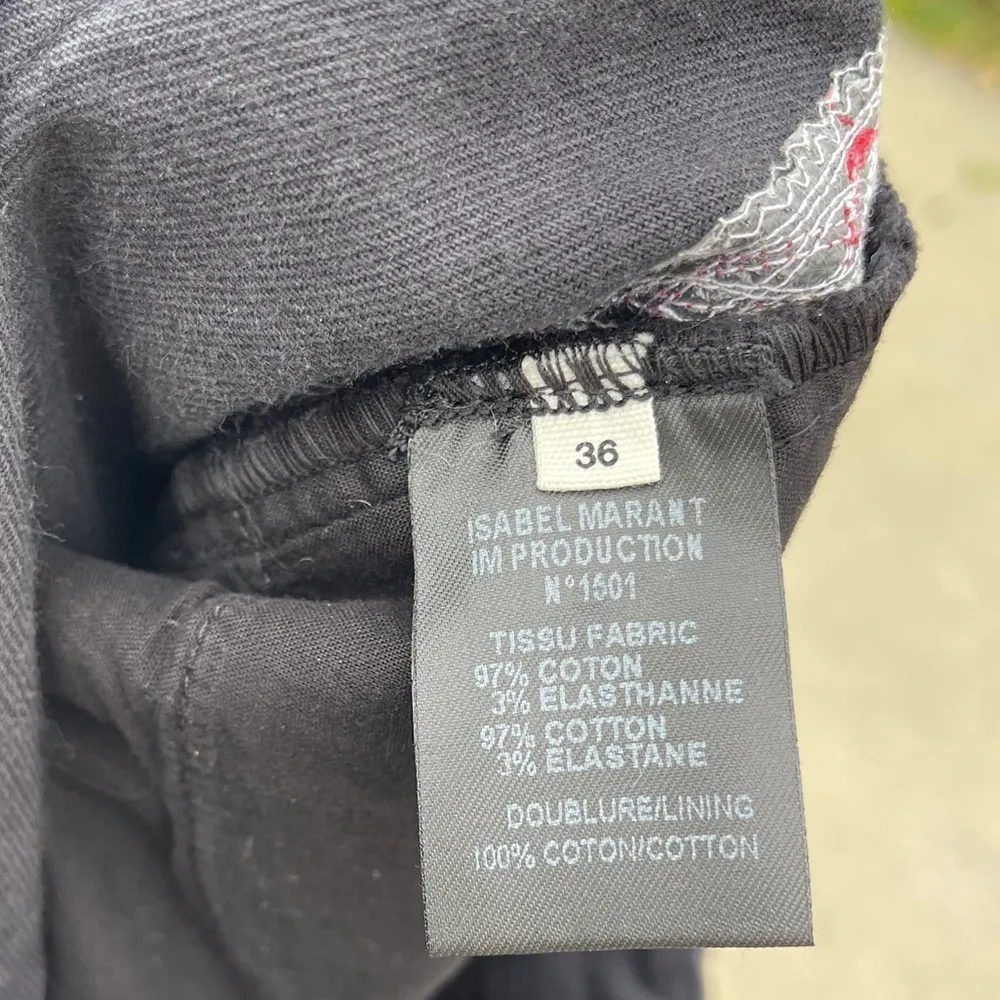 36
ISABEL MARANT
IM PRODUCTION
N°1601
TISSU FABRIC
97% COTON
3% ELASTHANNE
97% COTTON
3% ELASTANE
DOUBLURE/LINING
100% COTON/COTTON